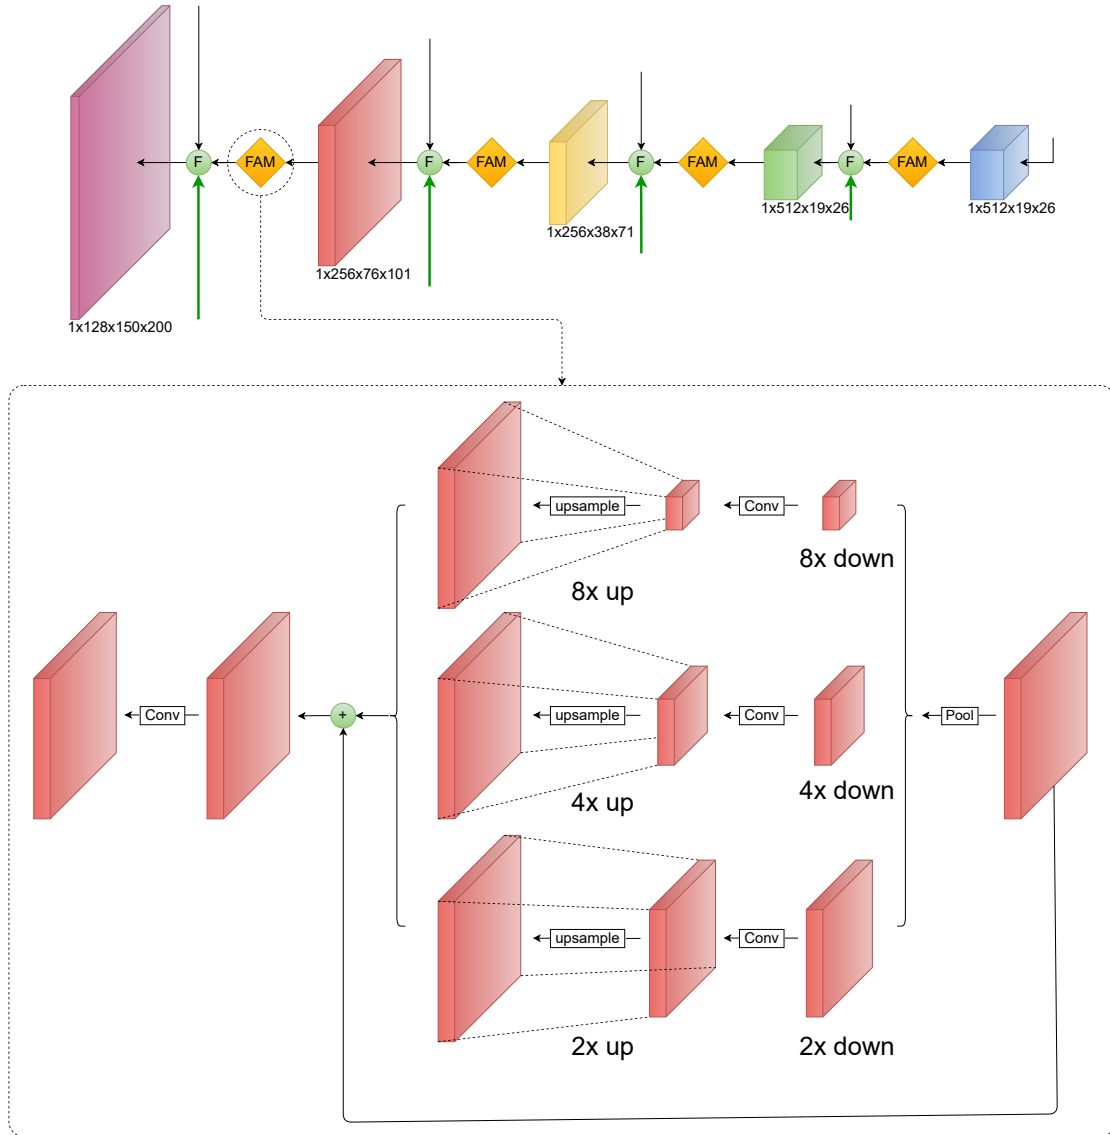 F
FAM
F
FAM
F
FAM
F
FAM
1x512x19x26
1x512x19x26
1x256x38x71
1x256x76x101
1x128x150x200
upsample
Conv
8x down
8x up
Conv
+
upsample
Conv
Pool
4x down
4x up
upsample
Conv
2x up
2x down